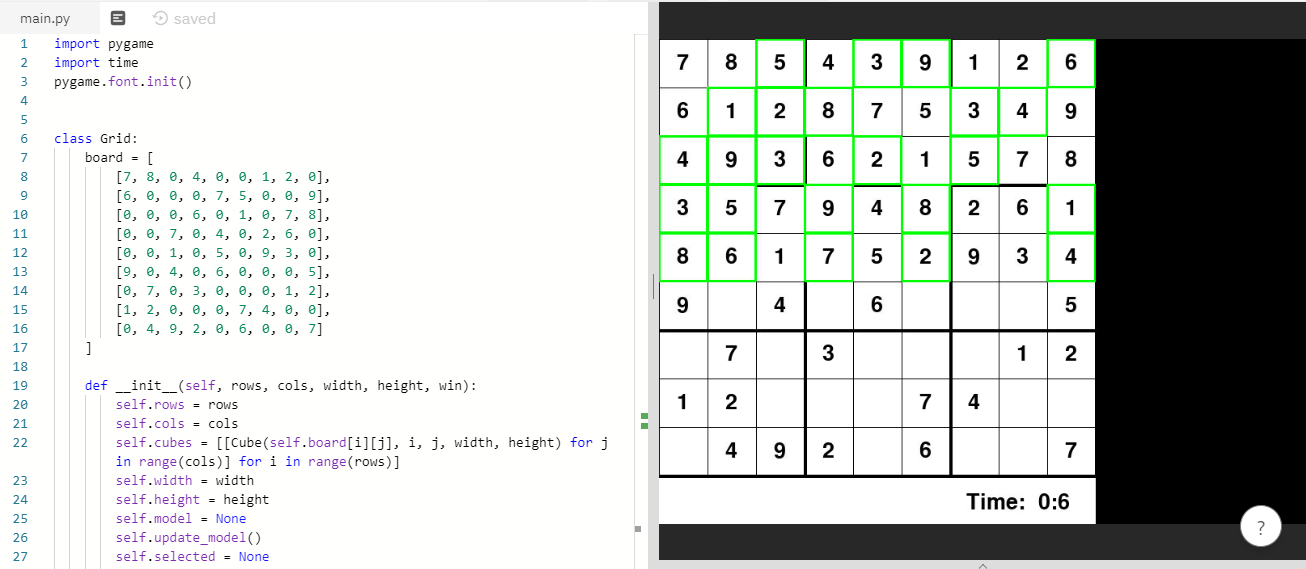 main.py saved
1 import pygame
2 import time
3 pygame.font.init()
4
5
6 class Grid:
7 board = [
8 [7, 8, 0, 4, 0, 0, 1, 2, 0],
9 [6, 0, 0, 0, 7, 5, 0, 0, 9],
10 [0, 0, 0, 6, 0, 1, 0, 7, 8],
11 [0, 0, 7, 0, 4, 0, 2, 6, 0],
12 [0, 0, 1, 0, 5, 0, 9, 3, 0],
13 [9, 0, 4, 0, 6, 0, 0, 0, 5],
14 [0, 7, 0, 3, 0, 0, 0, 1, 2],
15 [1, 2, 0, 0, 0, 7, 4, 0, 0],
16 [0, 4, 9, 2, 0, 6, 0, 0, 7]
17 ]
18
19 def __init__(self, rows, cols, width, height, win):
20 self.rows = rows
21 self.cols = cols
22 self.cubes = [[Cube(self.board[i][j], i, j, width, height) for j
in range(cols)] for i in range(rows)]
23 self.width = width
24 self.height = height
25 self.model = None
26 self.update_model()
27 self.selected = None
7 8 5 4 3 9 1 2 6
6 1 2 8 7 5 3 4 9
4 9 3 6 2 1 5 7 8
3 5 7 9 4 8 2 6 1
8 6 1 7 5 2 9 3 4
9 4 6 5
7 3 1 2
1 2 7 4
4 9 2 6 7
Time: 0:6
?